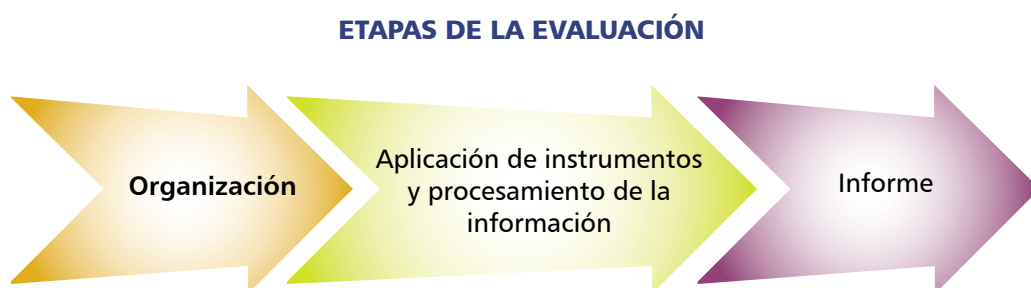 ETAPAS DE LA EVALUACIÓN
Organización
Aplicación de instrumentos
y procesamiento de la
información
Informe